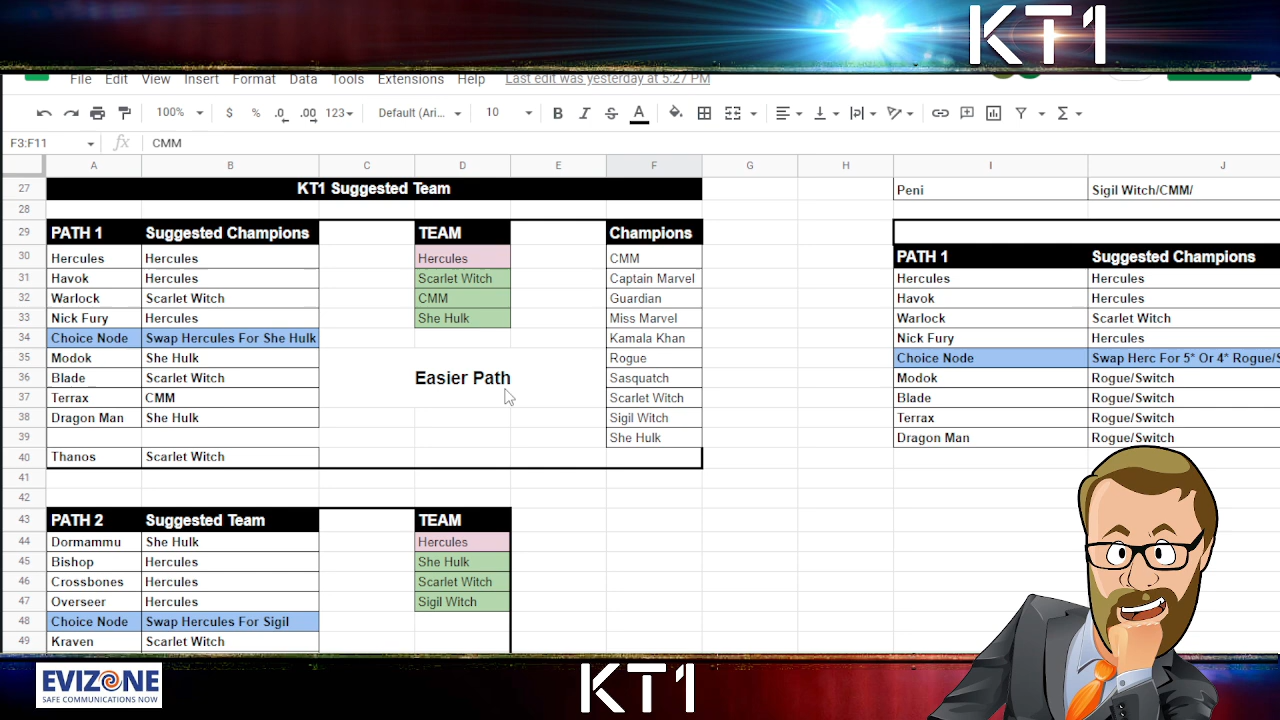 KT1
File Edit View Insert Format Data Tools Extensions Help Last edit was yesterday at 5:27 PM
100% $ % .0 .00 123 Default (Ari... 10 B I S A
F3:F11 fx CMM
A B C D E F G H I J
27 KT1 Suggested Team Peni Sigil Witch/CMM/
28
29 PATH 1 Suggested Champions TEAM Champions
PATH 1 Suggested Champions
30 Hercules Hercules Hercules CMM
31 Havok Hercules Scarlet Witch Captain Marvel Hercules Hercules
32 Warlock Scarlet Witch CMM Guardian Havok Hercules
33 Nick Fury Hercules She Hulk Miss Marvel Warlock Scarlet Witch
34 Choice Node Swap Hercules For She Hulk Kamala Khan Nick Fury Hercules
35 Modok She Hulk Rogue Choice Node Swap Herc For 5* Or 4* Rogue/S
36 Blade Scarlet Witch Easier Path Sasquatch Modok Rogue/Switch
37 Terrax CMM Scarlet Witch Blade Rogue/Switch
38 Dragon Man She Hulk Sigil Witch Terrax Rogue/Switch
39 She Hulk Dragon Man Rogue/Switch
40 Thanos Scarlet Witch
41
42
43 PATH 2 Suggested Team TEAM
44 Dormammu She Hulk Hercules
45 Bishop Hercules She Hulk
46 Crossbones Hercules Scarlet Witch
47 Overseer Hercules Sigil Witch
48 Choice Node Swap Hercules For Sigil
49 Kraven Scarlet Witch
EVIZONE
SAFE COMMUNICATIONS NOW
KT1